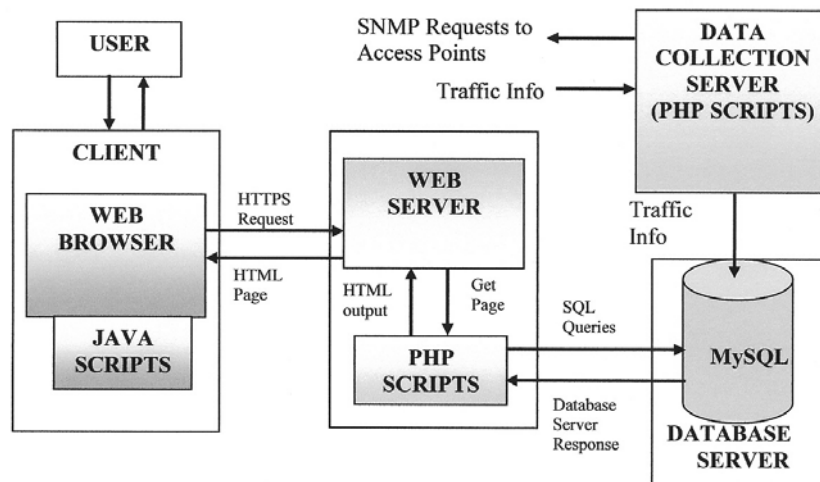 USER
SNMP Requests to
Access Points
Traffic Info
DATA
COLLECTION
SERVER
(PHP SCRIPTS)
CLIENT
WEB
BROWSER
JAVA
SCRIPTS
HTTPS
Request
HTML
Page
WEB
SERVER
HTML
output
Get
Page
PHP
SCRIPTS
SQL
Queries
Database
Server
Response
Traffic
Info
MySQL
DATABASE
SERVER